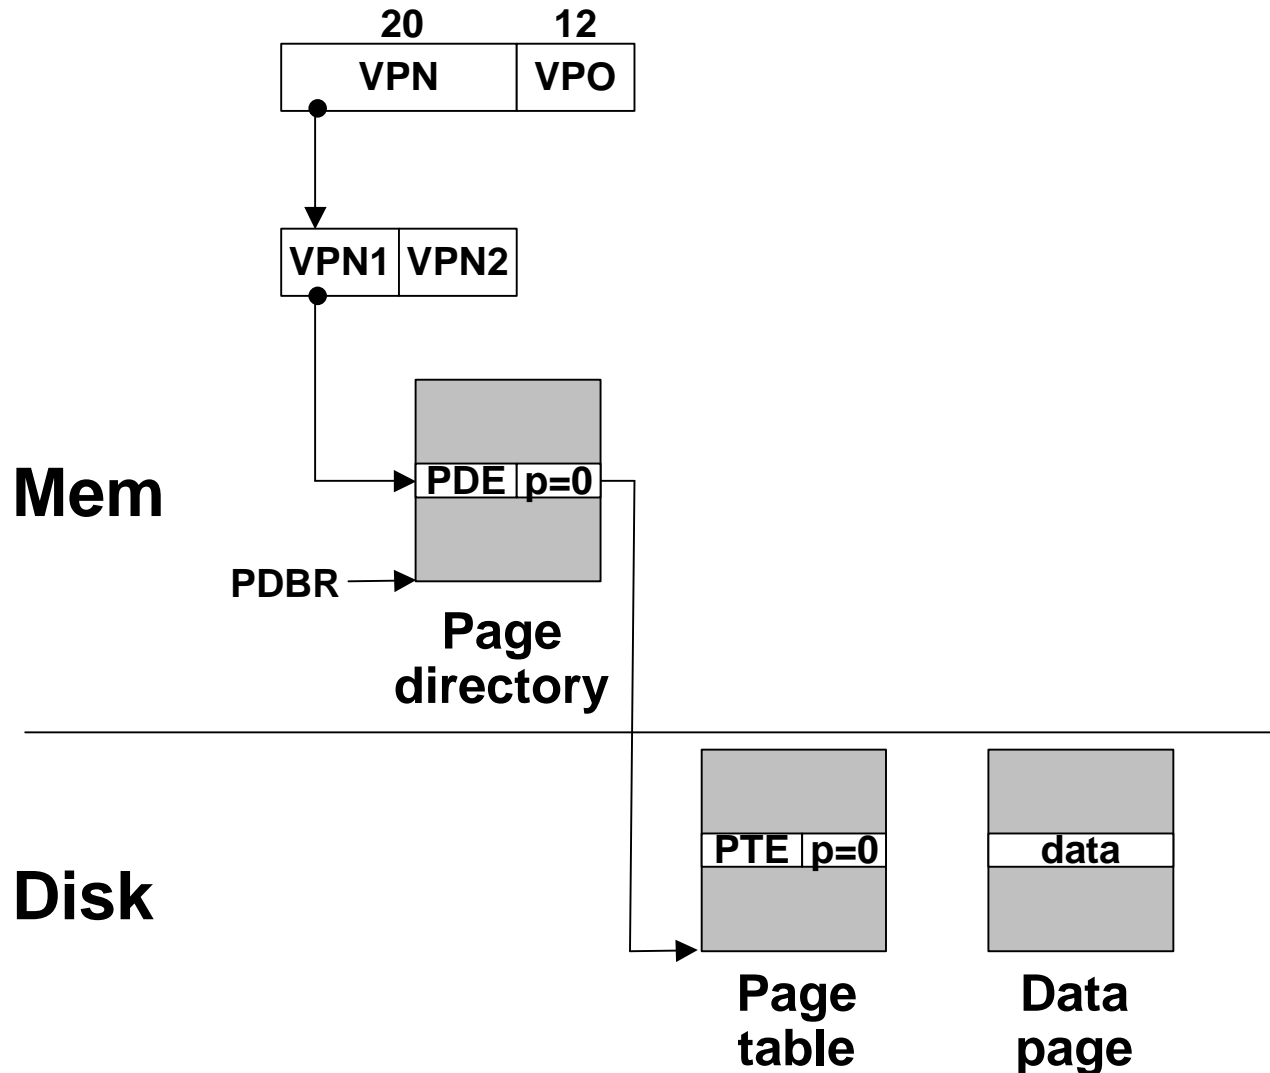 20 12
VPN VPO
VPN1 VPN2
Mem
PDE p=0
PDBR
Page
directory
Disk
PTE p=0
data
Page
table
Data
page